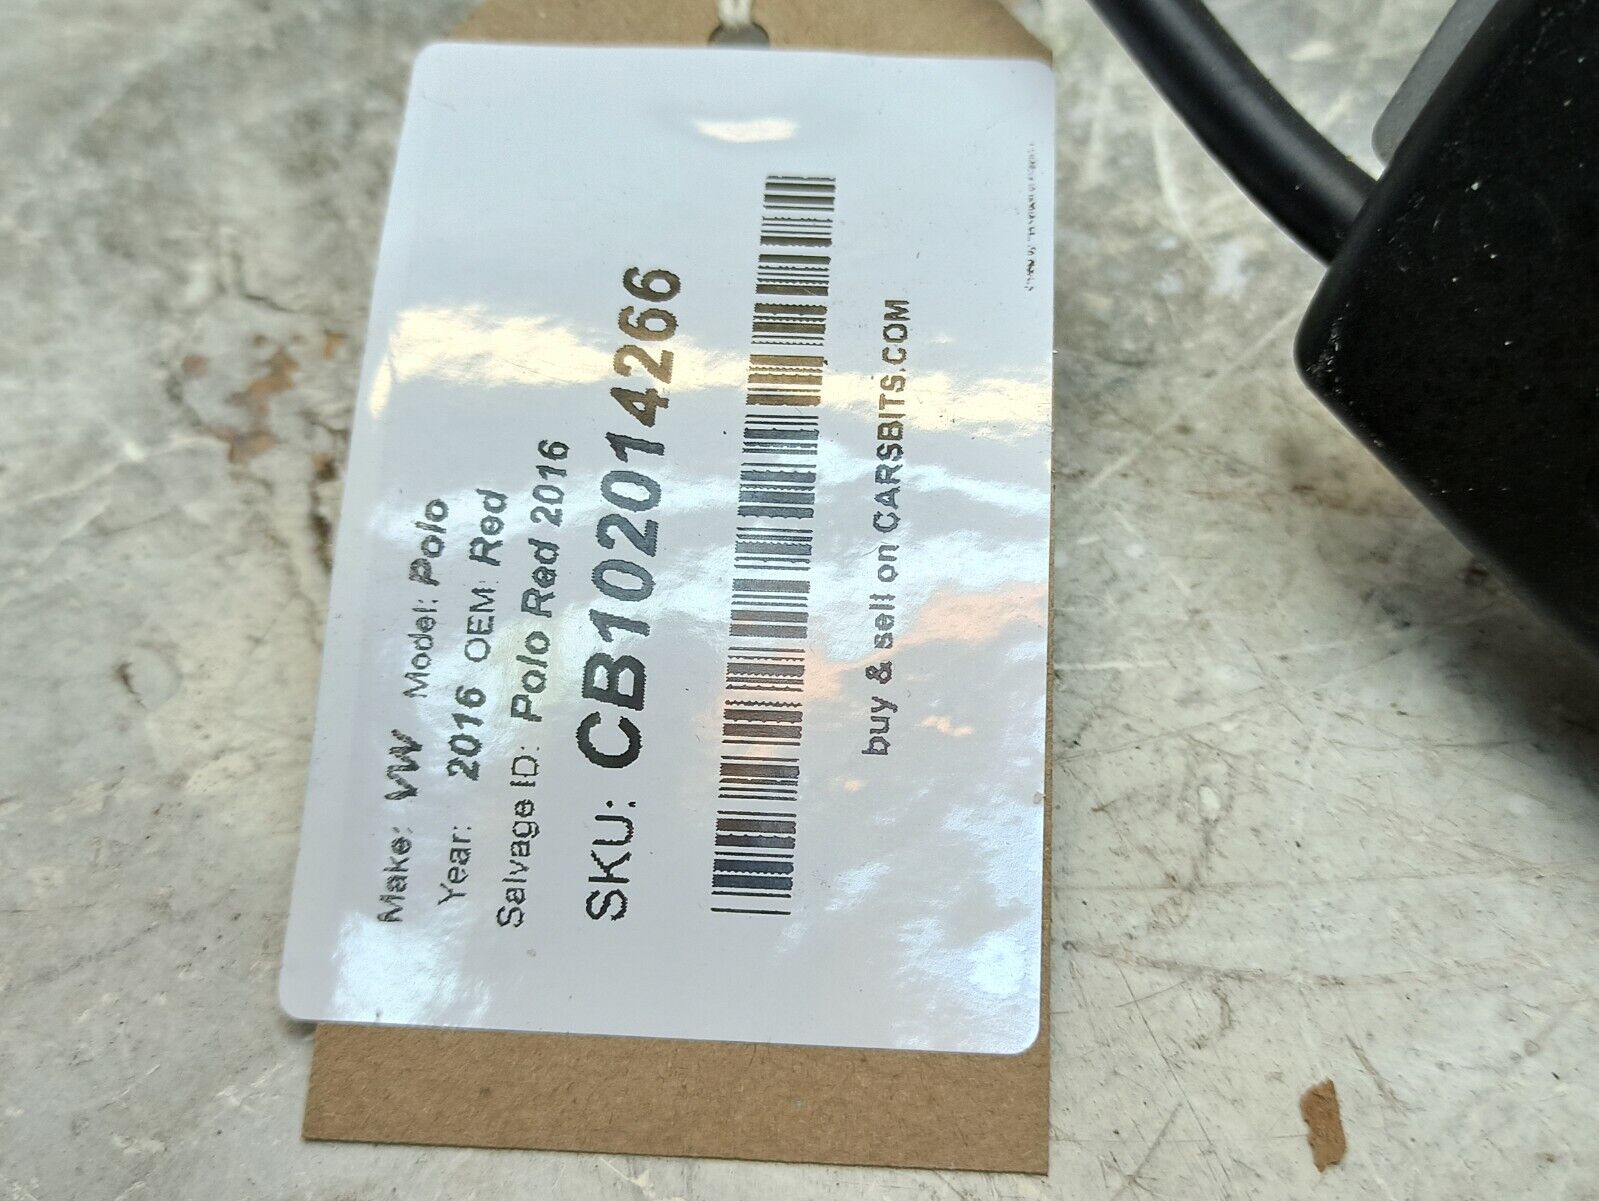 Make: VW Model: Polo
Year: 2016 OEM: Red
Salvage ID: Polo Red 2016
SKU: CB102014266
buy & sell on CARSBITS.COM